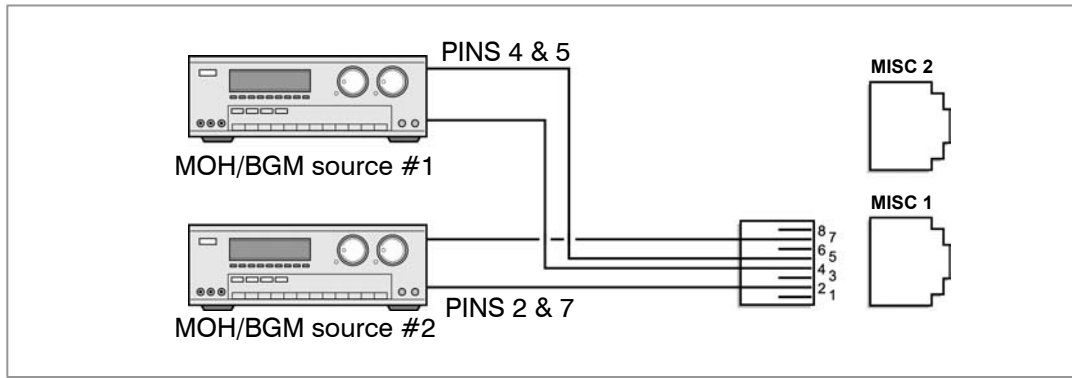 PINS 4 & 5
MOH/BGM source #1
MISC 2
MISC 1
8
7
6
5
4
3
2
1
PINS 2 & 7
MOH/BGM source #2